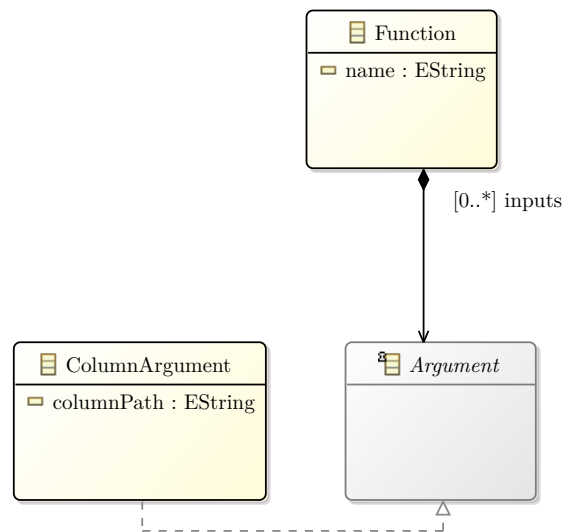 Function
name : EString
[0..*] inputs
ColumnArgument
columnPath : EString
Argument